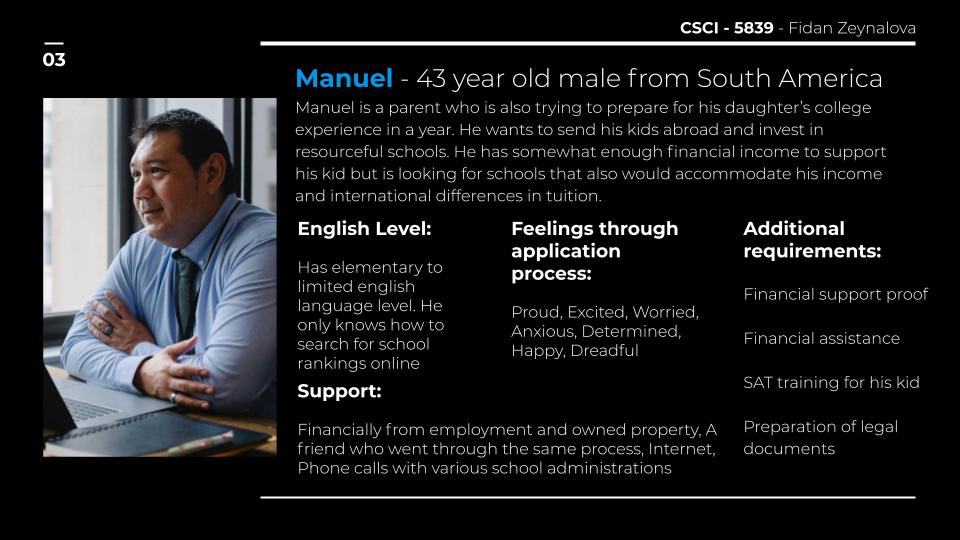 CSCI - 5839 - Fidan Zeynalova
03
Manuel - 43 year old male from South America
Manuel is a parent who is also trying to prepare for his daughter’s college
experience in a year. He wants to send his kids abroad and invest in
resourceful schools. He has somewhat enough financial income to support
his kid but is looking for schools that also would accommodate his income
and international differences in tuition.
English Level:
Has elementary to
limited english
language level. He
only knows how to
search for school
rankings online
Feelings through
application
process:
Proud, Excited, Worried,
Anxious, Determined,
Happy, Dreadful
Additional
requirements:
Financial support proof
Financial assistance
SAT training for his kid
Preparation of legal
documents
Support:
Financially from employment and owned property, A
friend who went through the same process, Internet,
Phone calls with various school administrations